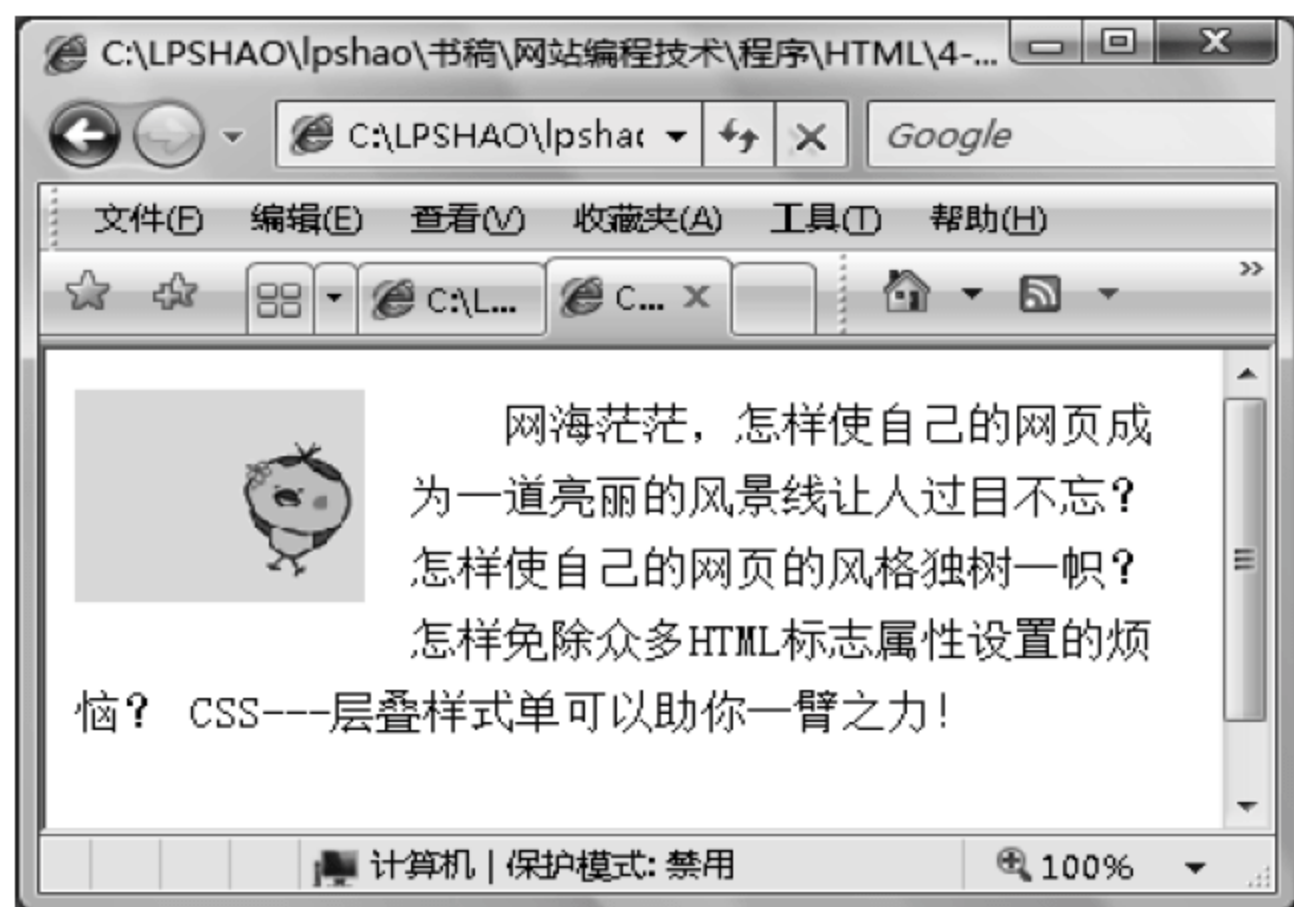 C:\LPSHAO\lpshao\书稿\网站编程技术\程序\HTML\4-...
C:\LPSHAO\lpshac Google
文件(F) 编辑(E) 查看(V) 收藏夹(A) 工具(T) 帮助(H)
C:\L... C... »
网海茫茫，怎样使自己的网页成
为一道亮丽的风景线让人过目不忘？
怎样使自己的网页的风格独树一帜？
怎样免除众多HTML标志属性设置的烦
恼？ CSS---层叠样式单可以助你一臂之力！
计算机 | 保护模式: 禁用 100%